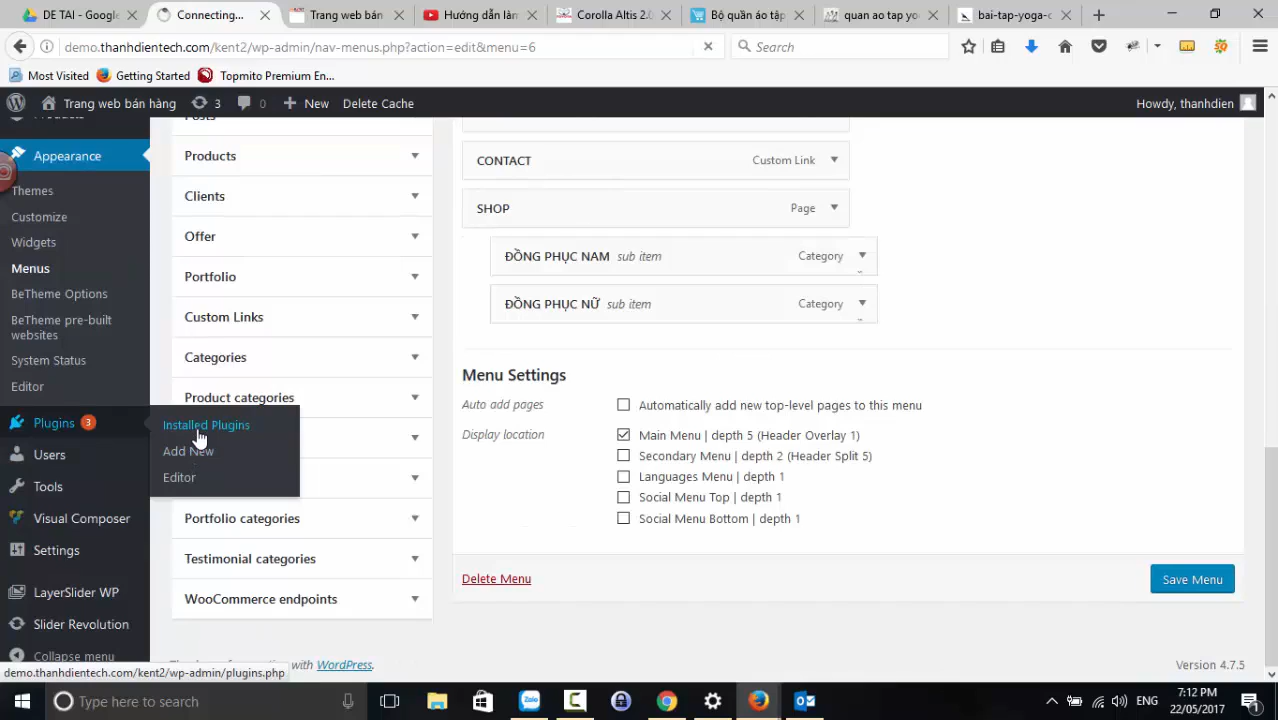 DE TAI - Google Drive
Connecting...
Trang web bán
Hướng dẫn làn
Corolla Altis 2.0
Bộ quần áo tập
quan ao tap yo
bai-tap-yoga-c
demo.thanhdientech.com/kent2/wp-admin/nav-menus.php?action=edit&menu=6
Search
Most Visited
Getting Started
Topmito Premium En...
Trang web bán hàng
3
0
New
Delete Cache
Howdy, thanhdien
Products
Appearance
Themes
Customize
Widgets
Menus
BeTheme Options
BeTheme pre-built
websites
System Status
Editor
Plugins 3
Users
Tools
Visual Composer
Settings
LayerSlider WP
Slider Revolution
Collapse menu
Installed Plugins
Add New
Editor
Posts
Products
Clients
Offer
Portfolio
Custom Links
Categories
Product categories
Portfolio categories
Testimonial categories
WooCommerce endpoints
CONTACT Custom Link
SHOP Page
ĐỒNG PHỤC NAM sub item Category
ĐỒNG PHỤC NỮ sub item Category
Menu Settings
Auto add pages
Automatically add new top-level pages to this menu
Display location
Main Menu | depth 5 (Header Overlay 1)
Secondary Menu | depth 2 (Header Split 5)
Languages Menu | depth 1
Social Menu Top | depth 1
Social Menu Bottom | depth 1
Delete Menu
Save Menu
WordPress.
Version 4.7.5
demo.thanhdientech.com/kent2/wp-admin/plugins.php
Type here to search
Zalo
ENG
7:12 PM
22/05/2017
1